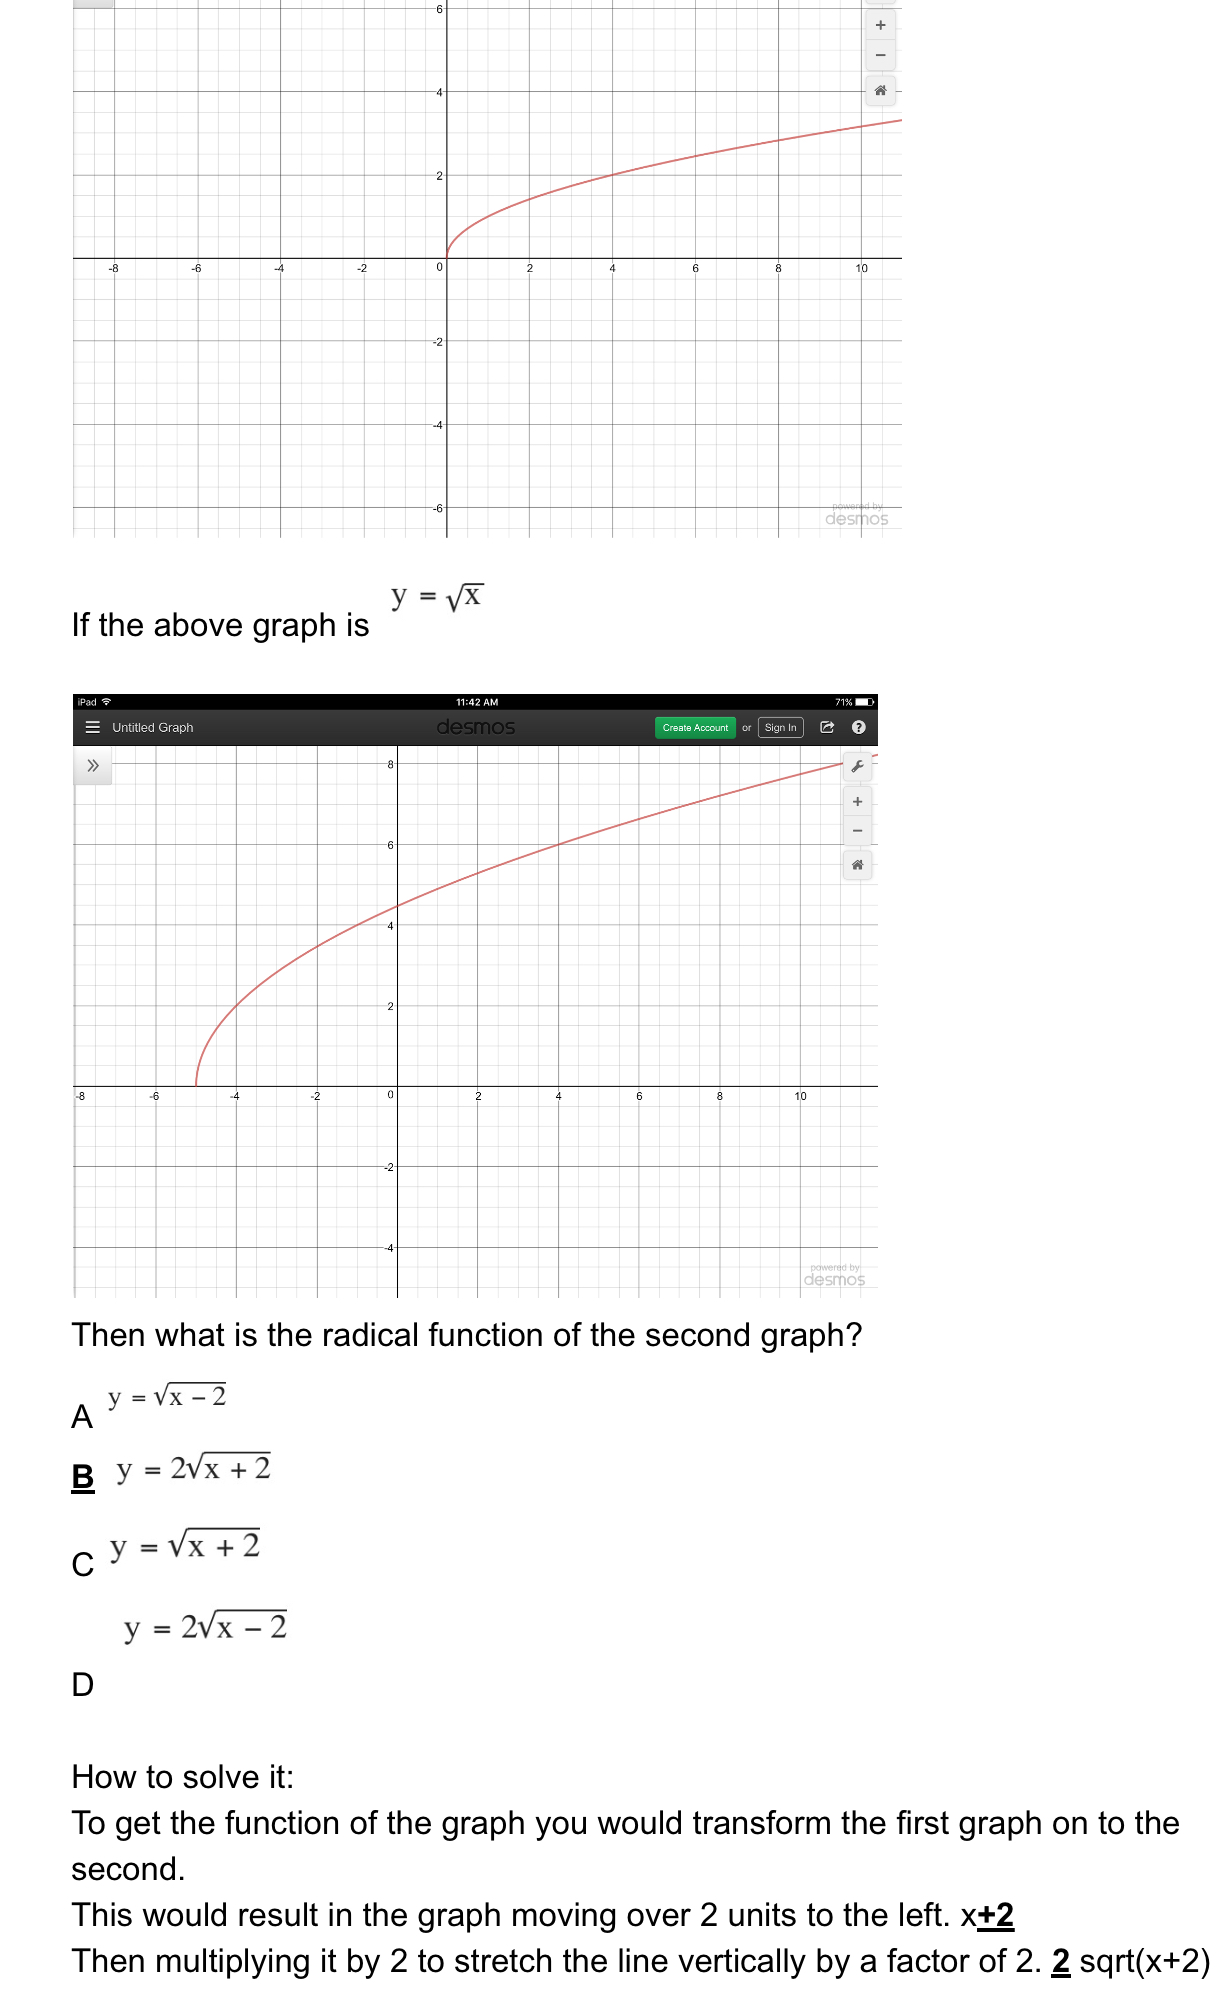 6
+
−
4
2
-8 -6 -4 -2 0 2 4 6 8 10
-2
-4
-6
powered by
desmos
y = √x
If the above graph is
iPad 11:42 AM 71%
Untitled Graph desmos Create Account or Sign In ?
»
8
+
−
6
4
2
-8 -6 -4 -2 0 2 4 6 8 10
-2
-4
powered by
desmos
Then what is the radical function of the second graph?
A y = √x − 2
B y = 2√x + 2
C y = √x + 2
y = 2√x − 2
D
How to solve it:
To get the function of the graph you would transform the first graph on to the
second.
This would result in the graph moving over 2 units to the left. x+2
Then multiplying it by 2 to stretch the line vertically by a factor of 2. 2 sqrt(x+2)